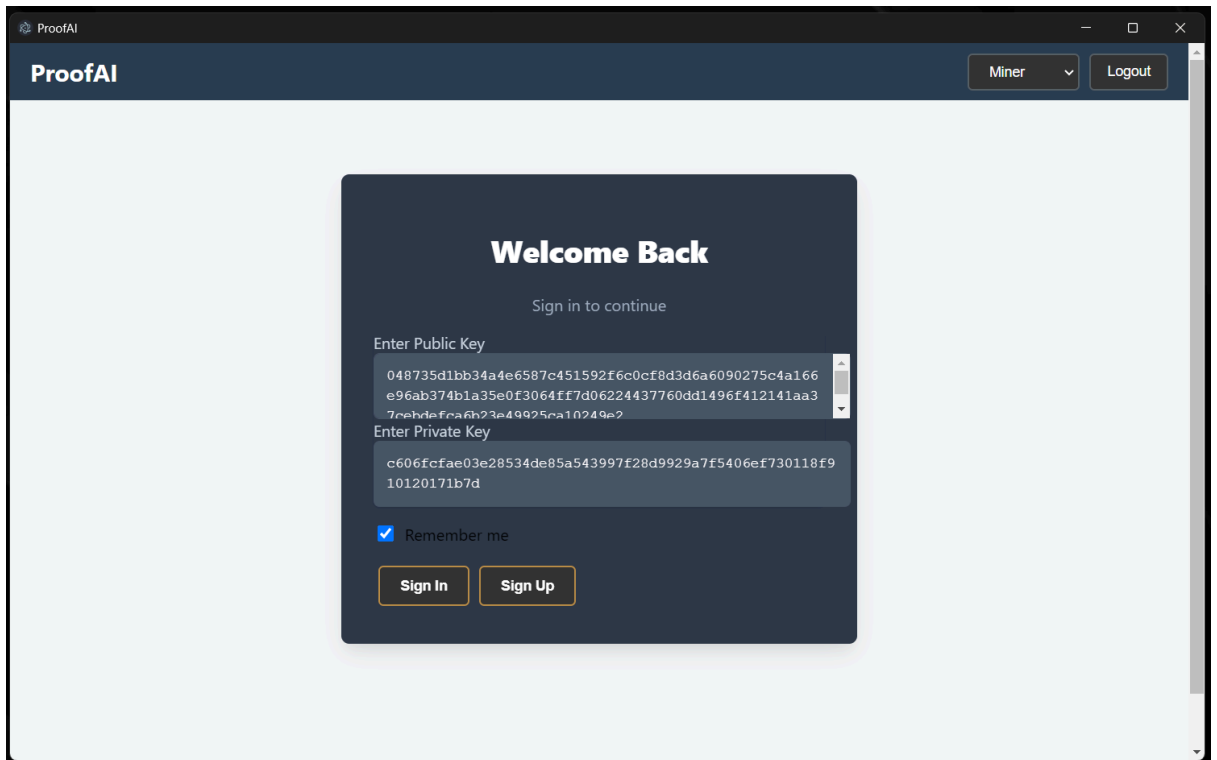 ProofAI
ProofAI
Miner
Logout
Welcome Back
Sign in to continue
Enter Public Key
048735d1bb34a4e6587c451592f6c0cf8d3d6a6090275c4a166
e96ab374b1a35e0f3064ff7d06224437760dd1496f412141aa3
7cebdefca6b23e49925ca10249e2
Enter Private Key
c606fcfae03e28534de85a543997f28d9929a7f5406ef730118f9
10120171b7d
Remember me
Sign In
Sign Up